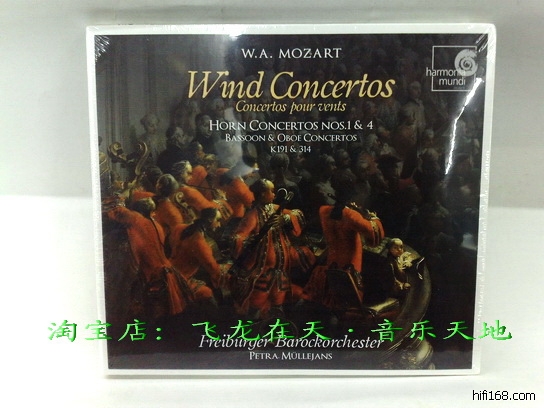 W.A. MOZART
Wind Concertos
Concertos pour vents
HORN CONCERTOS NOS.1 & 4
BASSOON & OBOE CONCERTOS
K191 & 314
harmonia
mundi
淘宝店：飞龙在天·音乐天地
Freiburger Barockorchester
PETRA MÜLLEJANS
hifi168.com